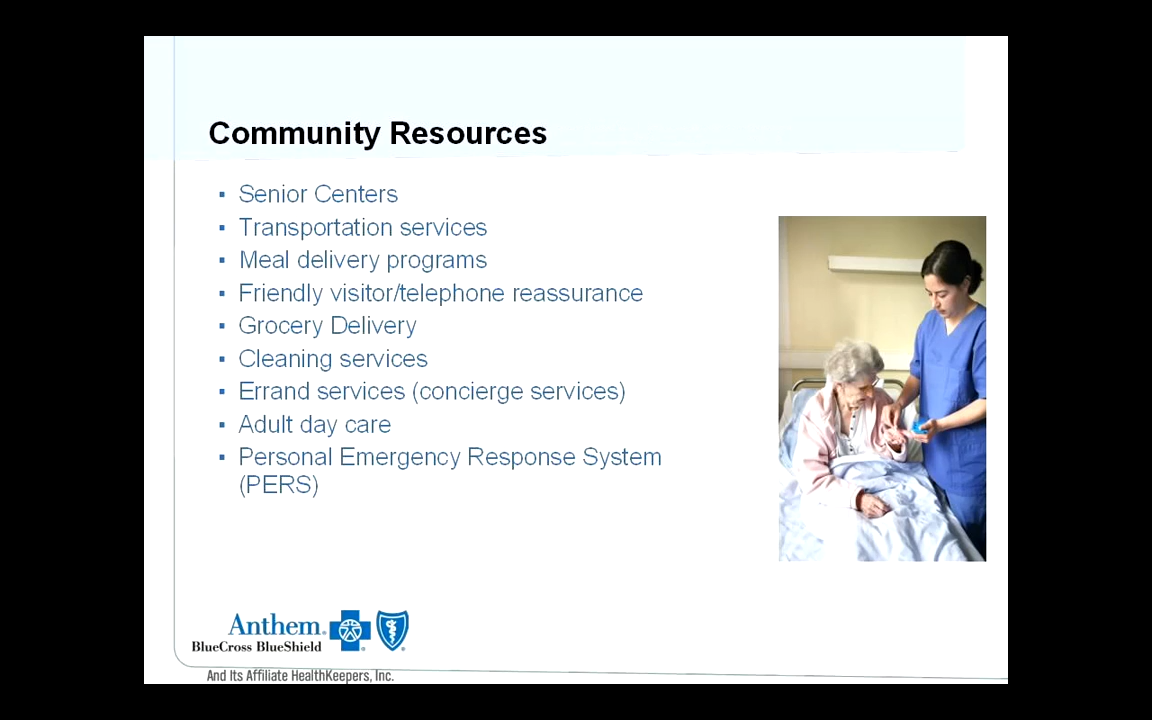 Community Resources
▪ Senior Centers
▪ Transportation services
▪ Meal delivery programs
▪ Friendly visitor/telephone reassurance
▪ Grocery Delivery
▪ Cleaning services
▪ Errand services (concierge services)
▪ Adult day care
▪ Personal Emergency Response System
(PERS)
Anthem®
BlueCross BlueShield
And Its Affiliate HealthKeepers, Inc.